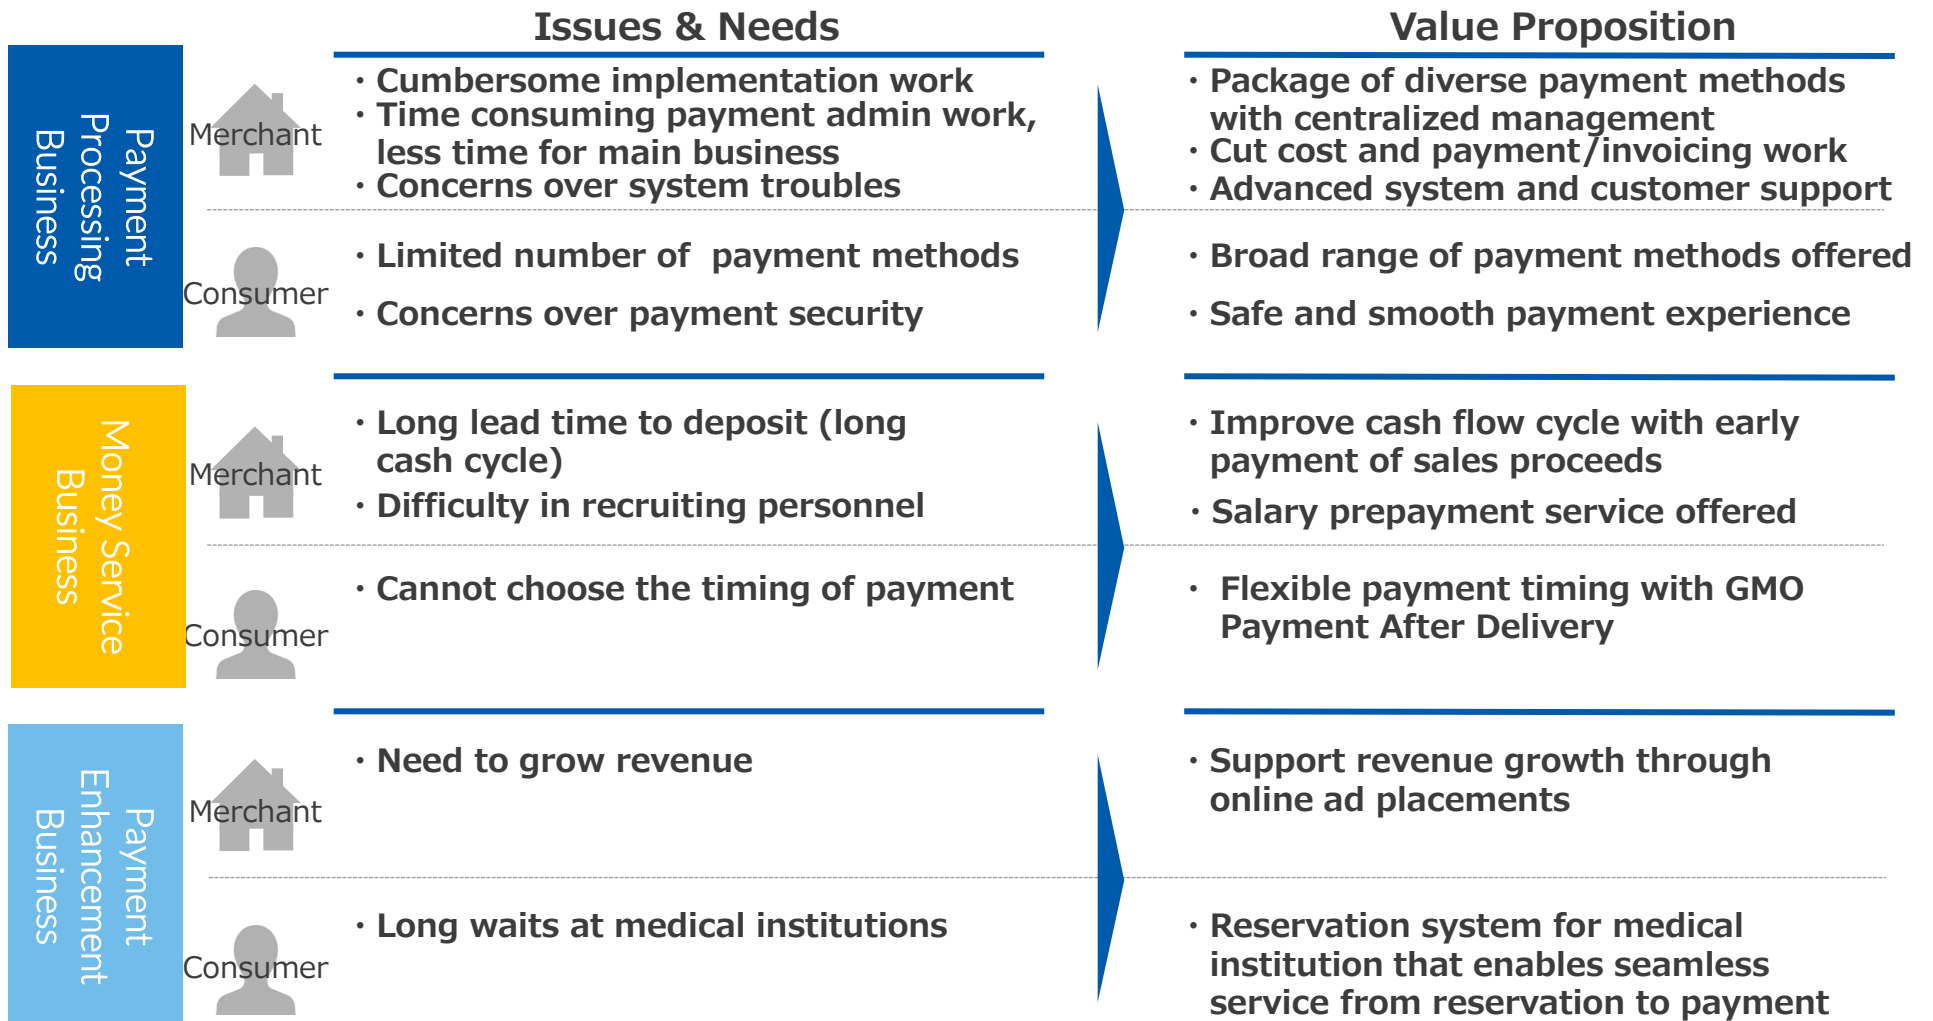 Issues & Needs
Value Proposition
Payment
Processing
Business
Merchant
・Cumbersome implementation work
・Time consuming payment admin work,
less time for main business
・Concerns over system troubles
・Package of diverse payment methods
with centralized management
・Cut cost and payment/invoicing work
・Advanced system and customer support
Consumer
・Limited number of  payment methods
・Concerns over payment security
・Broad range of payment methods offered
・Safe and smooth payment experience
Money Service
Business
Merchant
・Long lead time to deposit (long
cash cycle)
・Difficulty in recruiting personnel
・Improve cash flow cycle with early
payment of sales proceeds
・Salary prepayment service offered
Consumer
・Cannot choose the timing of payment
・ Flexible payment timing with GMO
Payment After Delivery
Payment
Enhancement
Business
Merchant
・Need to grow revenue
・Support revenue growth through
online ad placements
Consumer
・Long waits at medical institutions
・Reservation system for medical
institution that enables seamless
service from reservation to payment